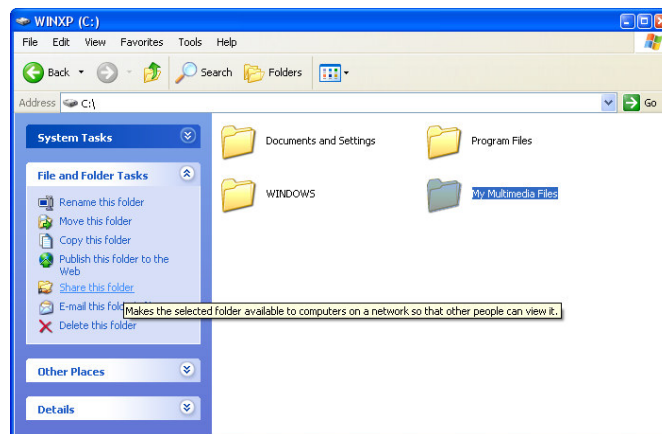 WINXP (C:)
File Edit View Favorites Tools Help
Back Search Folders
Address C:\ Go
System Tasks
File and Folder Tasks
Rename this folder
Move this folder
Copy this folder
Publish this folder to the
Web
Share this folder
E-mail this fold
Makes the selected folder available to computers on a network so that other people can view it.
Delete this folder
Other Places
Details
Documents and Settings
Program Files
WINDOWS
My Multimedia Files